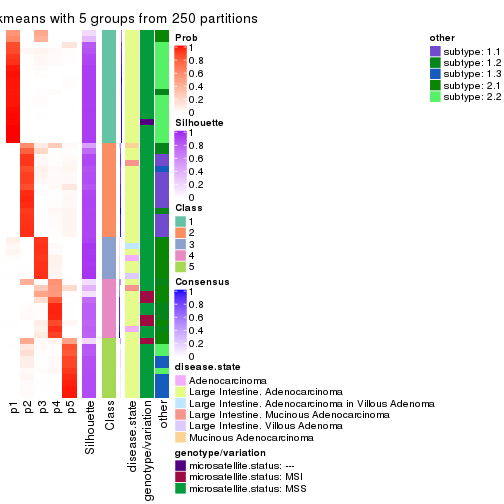 kmeans with 5 groups from 250 partitions
Prob
1
0.8
0.6
0.4
0.2
0
Silhouette
1
0.8
0.6
0.4
0.2
0
Class
1
2
3
4
5
Consensus
1
0.8
0.6
0.4
0.2
0
disease.state
Adenocarcinoma
Large Intestine. Adenocarcinoma
Large Intestine. Adenocarcinoma in Villous Adenoma
Large Intestine. Mucinous Adenocarcinoma
Large Intestine. Villous Adenoma
Mucinous Adenocarcinoma
genotype/variation
microsatellite.status: ---
microsatellite.status: MSI
microsatellite.status: MSS
other
subtype: 1.1
subtype: 1.2
subtype: 1.3
subtype: 2.1
subtype: 2.2
p1
p2
p3
p4
p5
Silhouette
Class
disease.state
genotype/variation
other